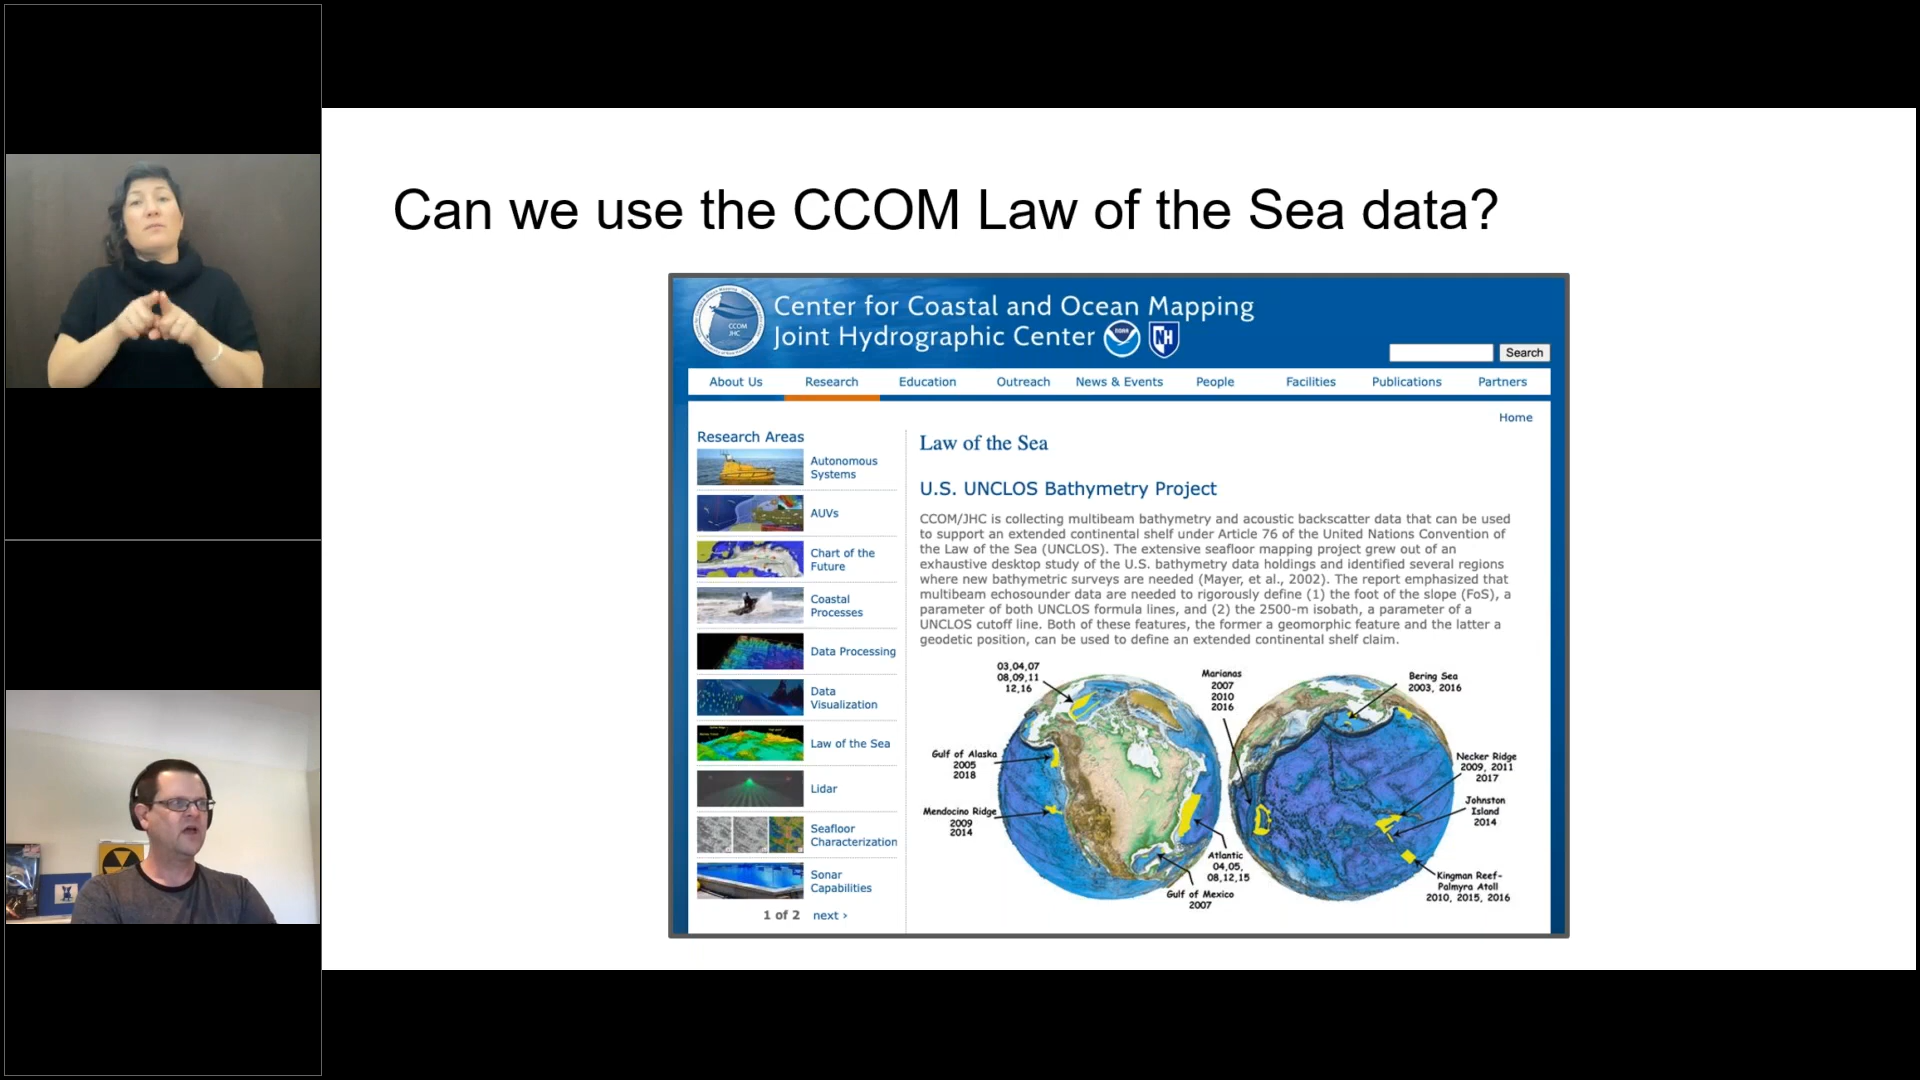 Can we use the CCOM Law of the Sea data?
Center for Coastal and Ocean Mapping
Joint Hydrographic Center
CCOM
JHC
NH
Search
About Us Research Education Outreach News & Events People Facilities Publications Partners
Home
Research Areas
Autonomous
Systems
AUVs
Chart of the
Future
Coastal
Processes
Data Processing
Data
Visualization
Law of the Sea
Lidar
Seafloor
Characterization
Sonar
Capabilities
1 of 2 next ›
Law of the Sea
U.S. UNCLOS Bathymetry Project
CCOM/JHC is collecting multibeam bathymetry and acoustic backscatter data that can be used
to support an extended continental shelf under Article 76 of the United Nations Convention of
the Law of the Sea (UNCLOS). The extensive seafloor mapping project grew out of an
exhaustive desktop study of the U.S. bathymetry data holdings and identified several regions
where new bathymetric surveys are needed (Mayer, et al., 2002). The report emphasized that
multibeam echosounder data are needed to rigorously define (1) the foot of the slope (FoS), a
parameter of both UNCLOS formula lines, and (2) the 2500-m isobath, a parameter of a
UNCLOS cutoff line. Both of these features, the former a geomorphic feature and the latter a
geodetic position, can be used to define an extended continental shelf claim.
03,04,07
08,09,11
12,16
Gulf of Alaska
2005
2018
Mendocino Ridge
2009
2014
Atlantic
04,05,
08,12,15
Gulf of Mexico
2007
Marianas
2007
2010
2016
Bering Sea
2003, 2016
Necker Ridge
2009, 2011
2017
Johnston
Island
2014
Kingman Reef-
Palmyra Atoll
2010, 2015, 2016